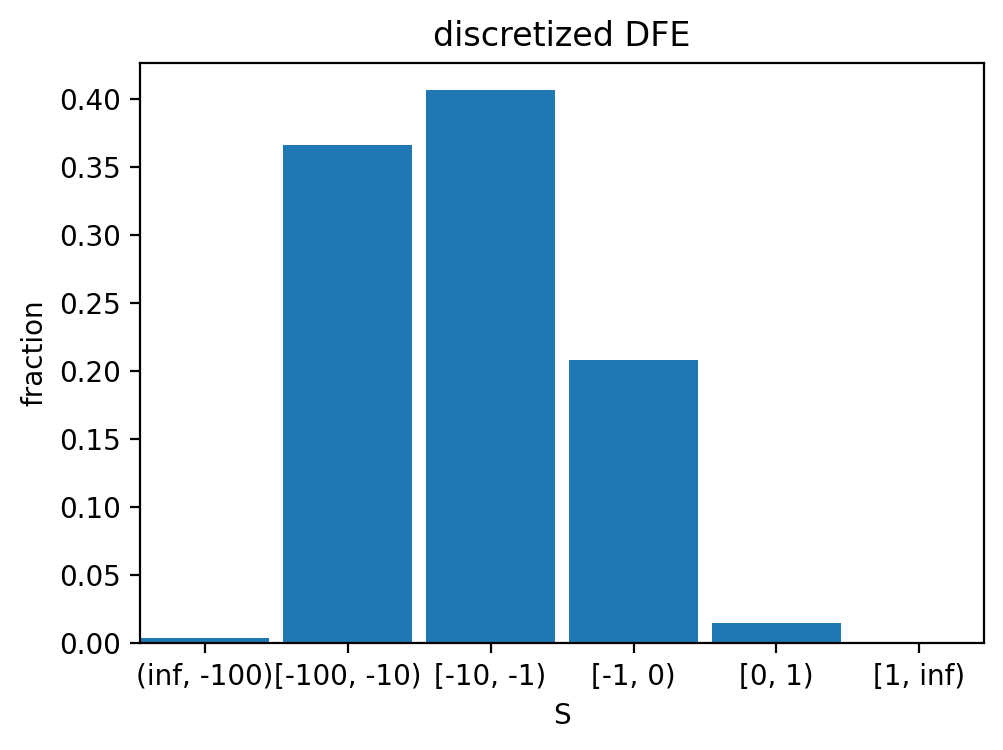 discretized DFE
fraction
0.40
0.35
0.30
0.25
0.20
0.15
0.10
0.05
0.00
(inf, -100) [-100, -10) [-10, -1) [-1, 0) [0, 1) [1, inf)
S